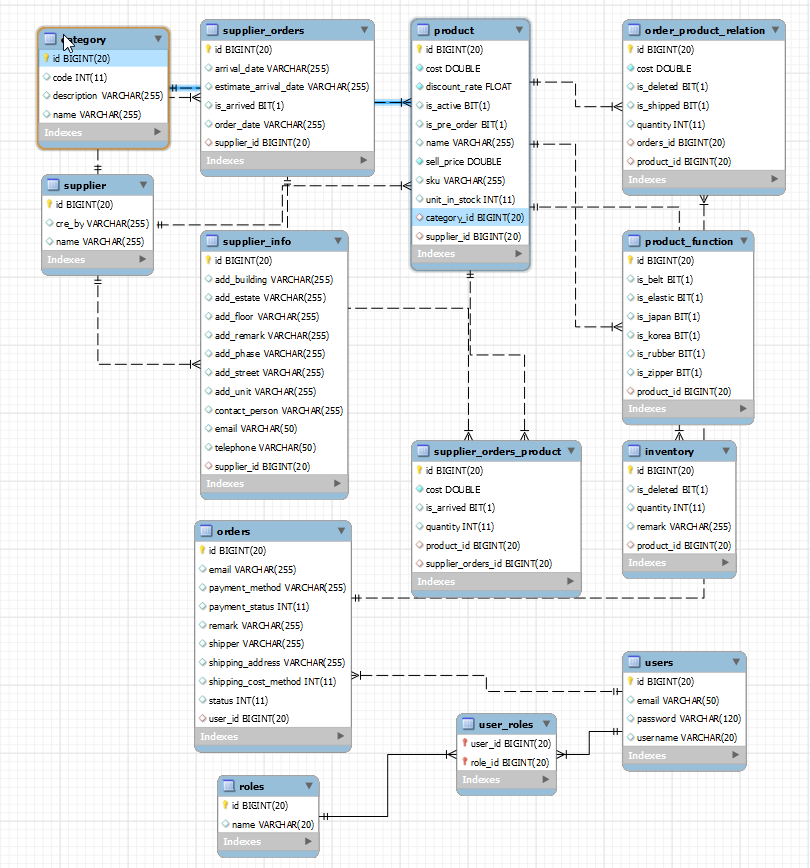 category
id BIGINT(20)
code INT(11)
description VARCHAR(255)
name VARCHAR(255)
Indexes
supplier_orders
id BIGINT(20)
arrival_date VARCHAR(255)
estimate_arrival_date VARCHAR(255)
is_arrived BIT(1)
order_date VARCHAR(255)
supplier_id BIGINT(20)
Indexes
product
id BIGINT(20)
cost DOUBLE
discount_rate FLOAT
is_active BIT(1)
is_pre_order BIT(1)
name VARCHAR(255)
sell_price DOUBLE
sku VARCHAR(255)
unit_in_stock INT(11)
category_id BIGINT(20)
supplier_id BIGINT(20)
Indexes
order_product_relation
id BIGINT(20)
cost DOUBLE
is_deleted BIT(1)
is_shipped BIT(1)
quantity INT(11)
orders_id BIGINT(20)
product_id BIGINT(20)
Indexes
supplier
id BIGINT(20)
cre_by VARCHAR(255)
name VARCHAR(255)
Indexes
supplier_info
id BIGINT(20)
add_building VARCHAR(255)
add_estate VARCHAR(255)
add_floor VARCHAR(255)
add_remark VARCHAR(255)
add_phase VARCHAR(255)
add_street VARCHAR(255)
add_unit VARCHAR(255)
contact_person VARCHAR(255)
email VARCHAR(50)
telephone VARCHAR(50)
supplier_id BIGINT(20)
Indexes
product_function
id BIGINT(20)
is_belt BIT(1)
is_elastic BIT(1)
is_japan BIT(1)
is_korea BIT(1)
is_rubber BIT(1)
is_zipper BIT(1)
product_id BIGINT(20)
Indexes
supplier_orders_product
id BIGINT(20)
cost DOUBLE
is_arrived BIT(1)
quantity INT(11)
product_id BIGINT(20)
supplier_orders_id BIGINT(20)
Indexes
inventory
id BIGINT(20)
is_deleted BIT(1)
quantity INT(11)
remark VARCHAR(255)
product_id BIGINT(20)
Indexes
orders
id BIGINT(20)
email VARCHAR(255)
payment_method VARCHAR(255)
payment_status INT(11)
remark VARCHAR(255)
shipper VARCHAR(255)
shipping_address VARCHAR(255)
shipping_cost_method INT(11)
status INT(11)
user_id BIGINT(20)
Indexes
users
id BIGINT(20)
email VARCHAR(50)
password VARCHAR(120)
username VARCHAR(20)
Indexes
user_roles
user_id BIGINT(20)
role_id BIGINT(20)
Indexes
roles
id BIGINT(20)
name VARCHAR(20)
Indexes